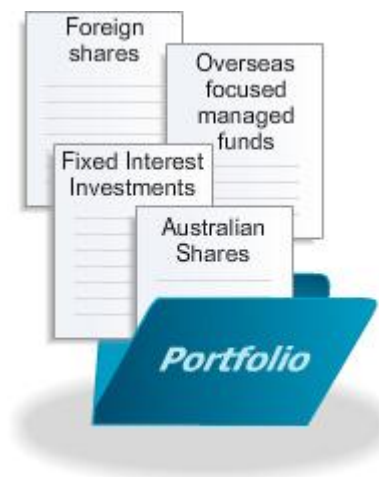 Foreign
shares
Overseas
focused
managed
funds
Fixed Interest
Investments
Australian
Shares
Portfolio